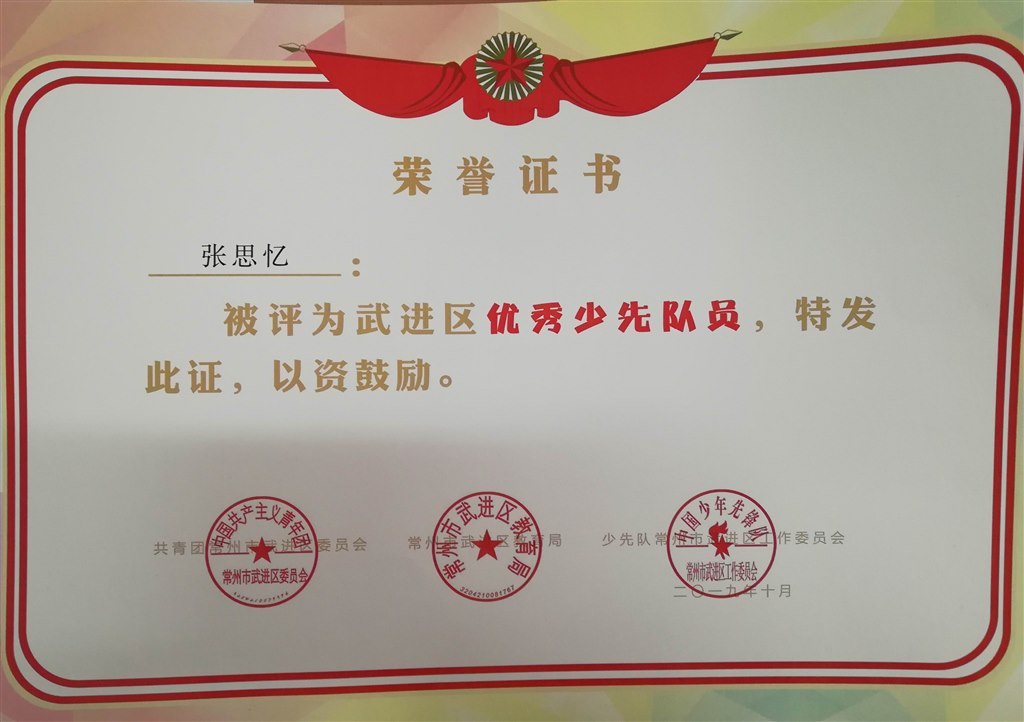 荣誉证书
张思忆：
被评为武进区优秀少先队员，特发
此证，以资鼓励。
共青团常州市武进区委员会 常州市武进区教育局 少先队常州市武进区工作委员会
二〇一九年十月
中国共产主义青年团
常州市武进区委员会
常州市武进区教育局
3204210081767
中国少年先锋队
常州市武进区工作委员会